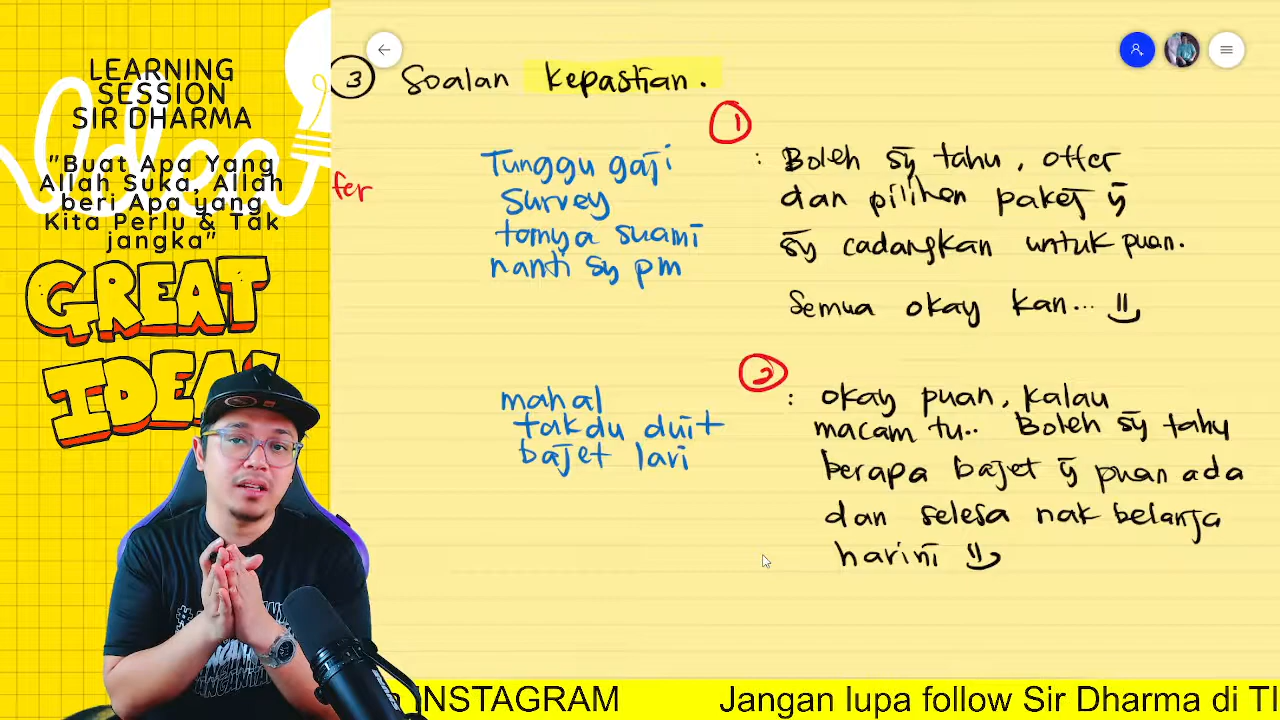 LEARNING
SESSION
SIR DHARMA
"Buat Apa Yang
Allah Suka, Allah
beri Apa yang
Kita Perlu & Tak
jangka"
GREAT
IDEAS
3 Soalan kepastian.
fer
Tunggu gaji
survey
tanya suami
nanti sy pm
1
: Boleh sy tahu, offer
dan pilihan pakej ȳ
sy cadangkan untuk puan.
Semua okay kan...
mahal
takdu duit
bajet lari
2
: okay puan, kalau
macam tu.. Boleh sy tahu
berapa bajet ȳ puan ada
dan selesa nak belanja
harini
INSTAGRAM Jangan lupa follow Sir Dharma di TI